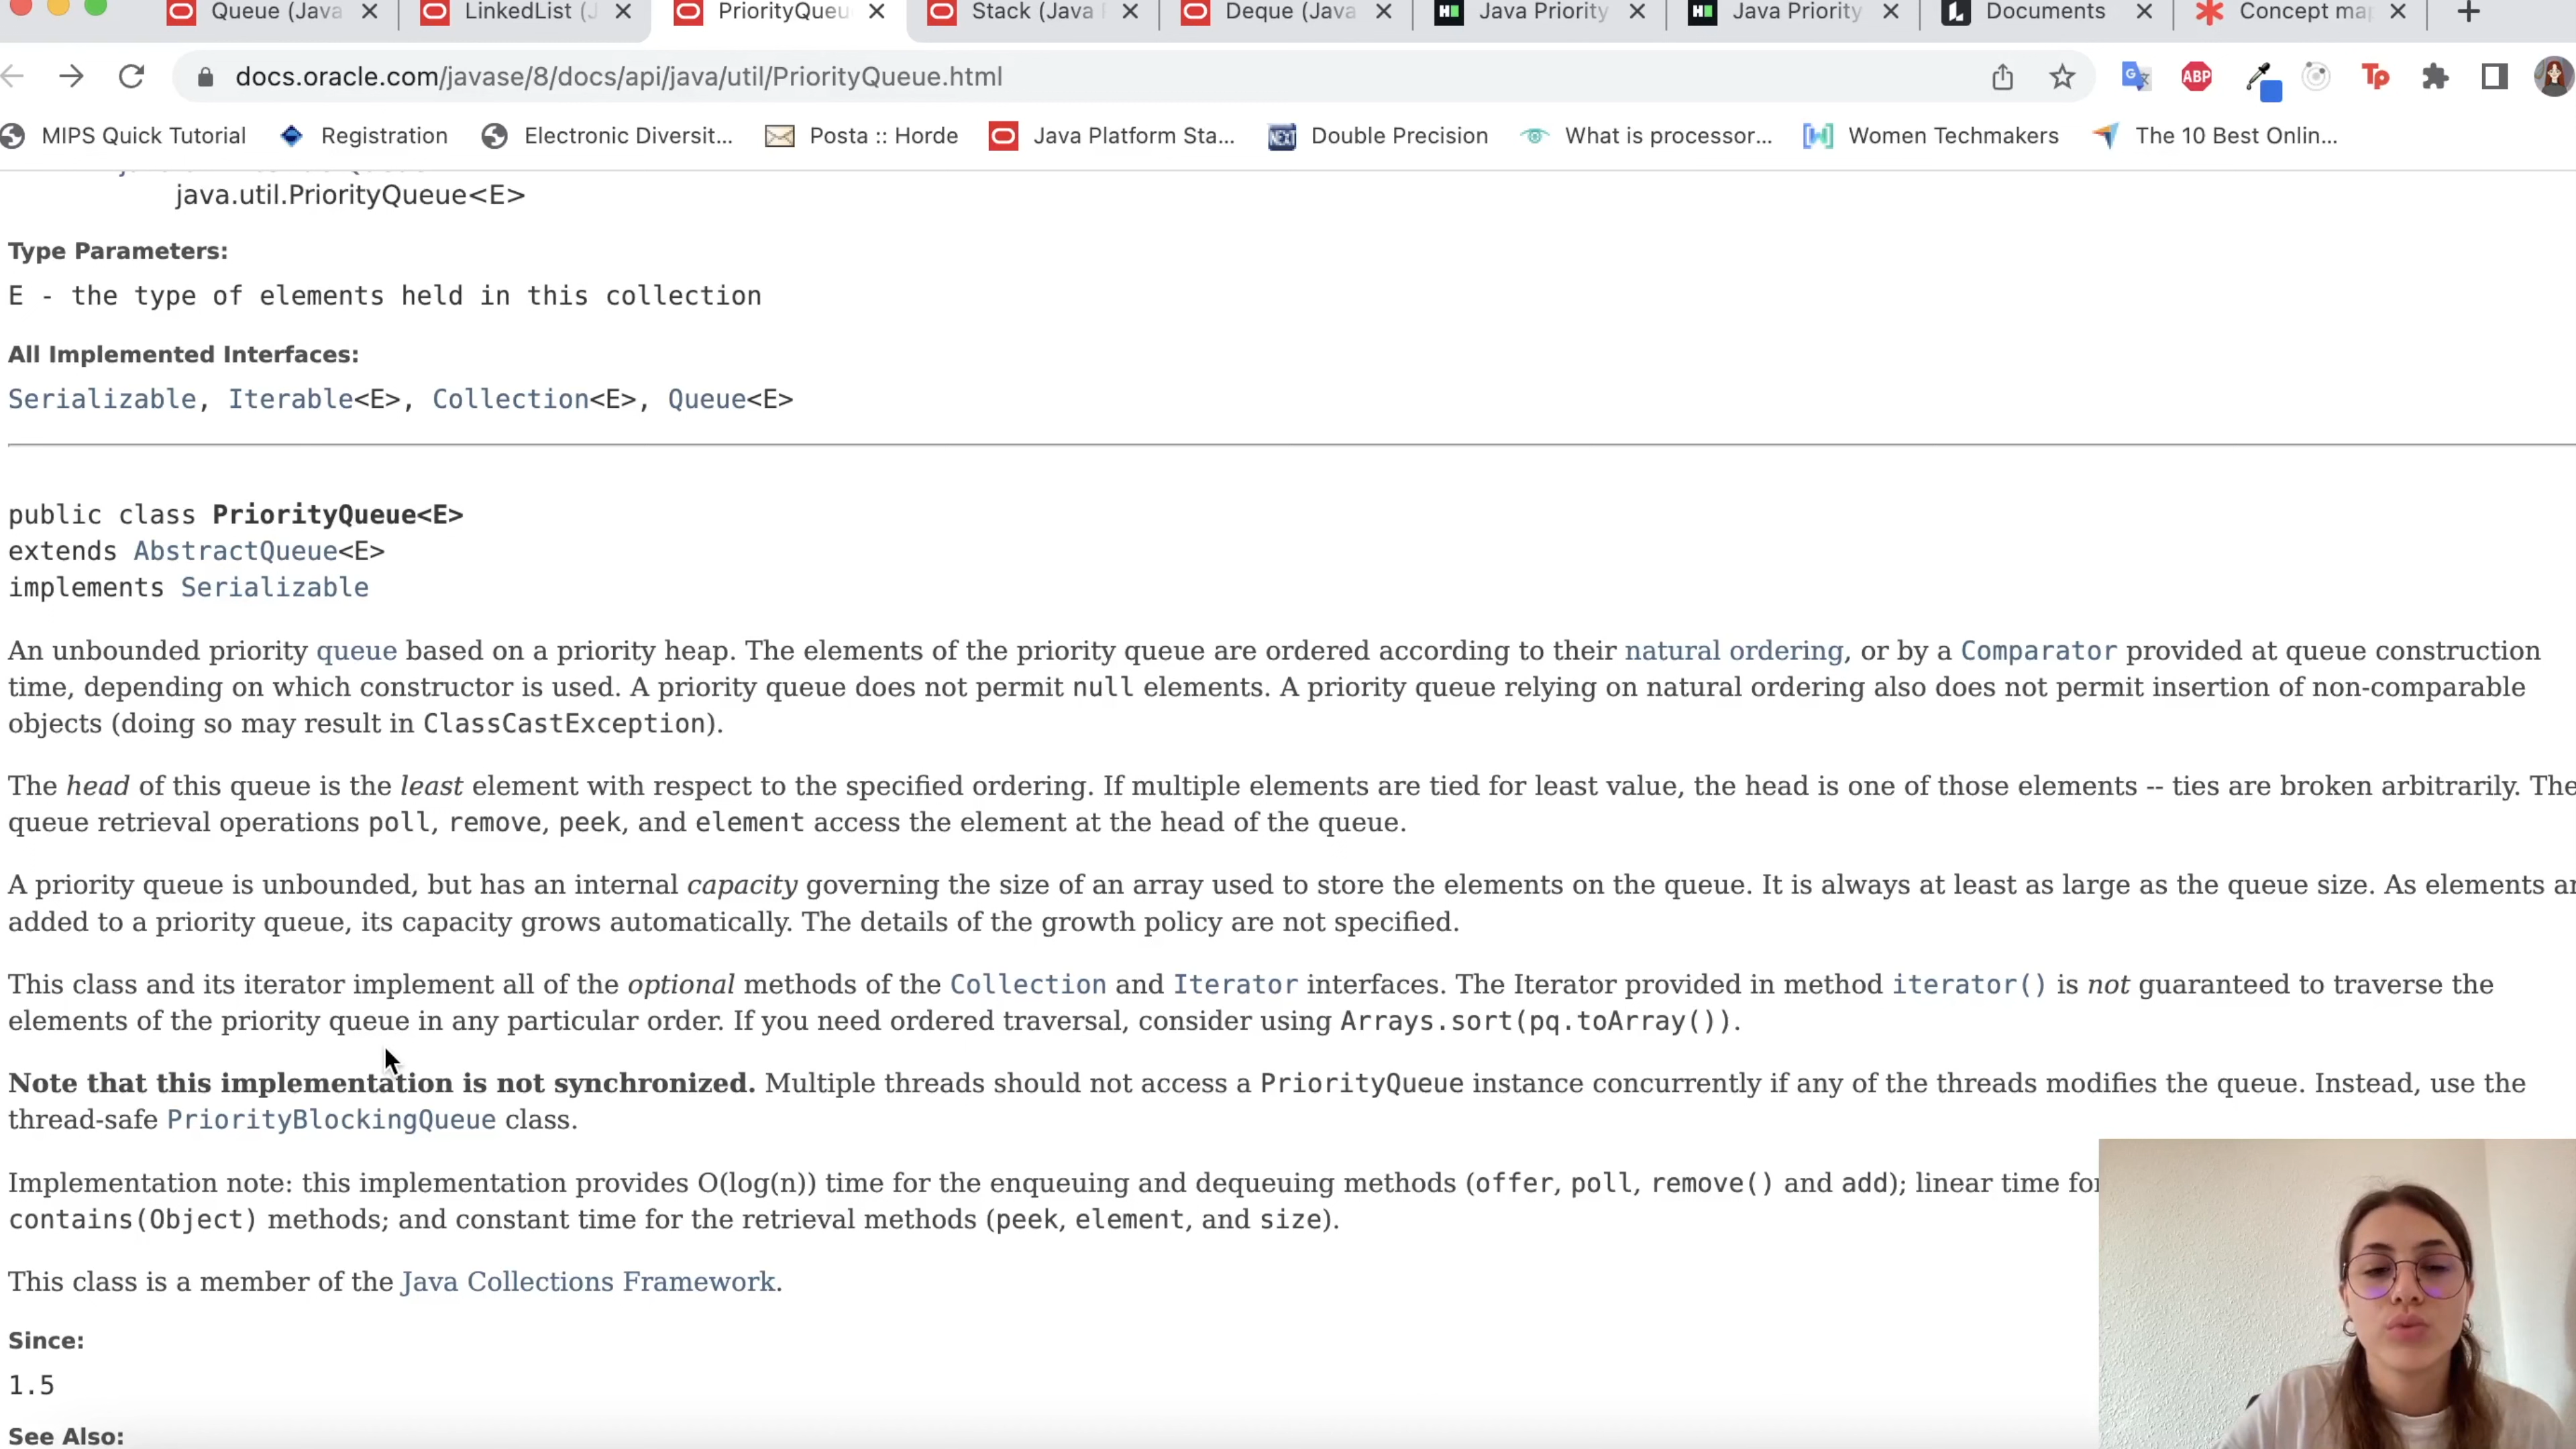 Queue (Java
LinkedList (J
PriorityQueu
Stack (Java
Deque (Java
Java Priority
Java Priority
Documents
Concept ma
docs.oracle.com/javase/8/docs/api/java/util/PriorityQueue.html
ABP
Tp
MIPS Quick Tutorial
Registration
Electronic Diversit...
Posta :: Horde
Java Platform Sta...
NEXT
Double Precision
What is processor...
Women Techmakers
The 10 Best Onlin...
java.util.PriorityQueue<E>
Type Parameters:
E - the type of elements held in this collection
All Implemented Interfaces:
Serializable, Iterable<E>, Collection<E>, Queue<E>
public class PriorityQueue<E>
extends AbstractQueue<E>
implements Serializable
An unbounded priority queue based on a priority heap. The elements of the priority queue are ordered according to their natural ordering, or by a Comparator provided at queue construction
time, depending on which constructor is used. A priority queue does not permit null elements. A priority queue relying on natural ordering also does not permit insertion of non-comparable
objects (doing so may result in ClassCastException).
The head of this queue is the least element with respect to the specified ordering. If multiple elements are tied for least value, the head is one of those elements -- ties are broken arbitrarily. The
queue retrieval operations poll, remove, peek, and element access the element at the head of the queue.
A priority queue is unbounded, but has an internal capacity governing the size of an array used to store the elements on the queue. It is always at least as large as the queue size. As elements ar
added to a priority queue, its capacity grows automatically. The details of the growth policy are not specified.
This class and its iterator implement all of the optional methods of the Collection and Iterator interfaces. The Iterator provided in method iterator() is not guaranteed to traverse the
elements of the priority queue in any particular order. If you need ordered traversal, consider using Arrays.sort(pq.toArray()).
Note that this implementation is not synchronized. Multiple threads should not access a PriorityQueue instance concurrently if any of the threads modifies the queue. Instead, use the
thread-safe PriorityBlockingQueue class.
Implementation note: this implementation provides O(log(n)) time for the enqueuing and dequeuing methods (offer, poll, remove() and add); linear time for
contains(Object) methods; and constant time for the retrieval methods (peek, element, and size).
This class is a member of the Java Collections Framework.
Since:
1.5
See Also: